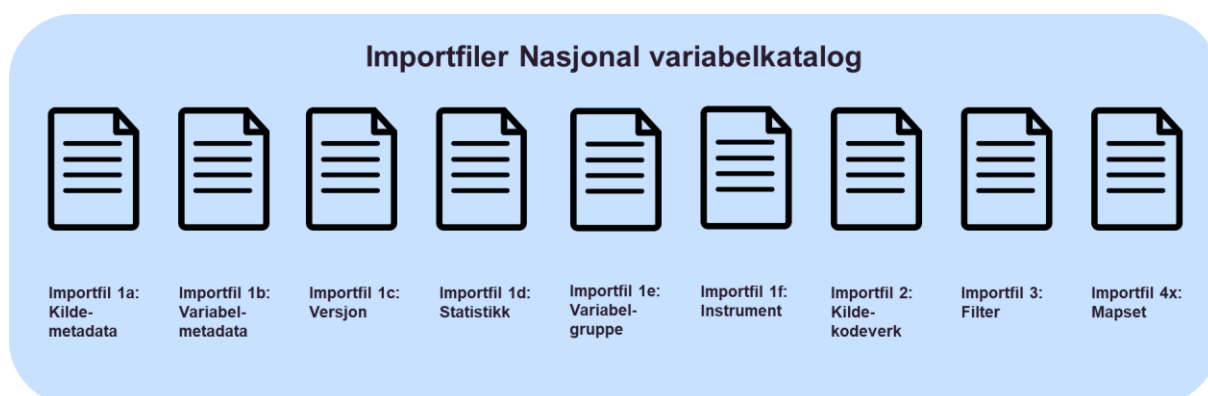 Importfiler Nasjonal variabelkatalog
Importfil 1a:
Kilde-
metadata
Importfil 1b:
Variabel-
metadata
Importfil 1c:
Versjon
Importfil 1d:
Statistikk
Importfil 1e:
Variabel-
gruppe
Importfil 1f:
Instrument
Importfil 2:
Kilde-
kodeverk
Importfil 3:
Filter
Importfil 4x:
Mapset